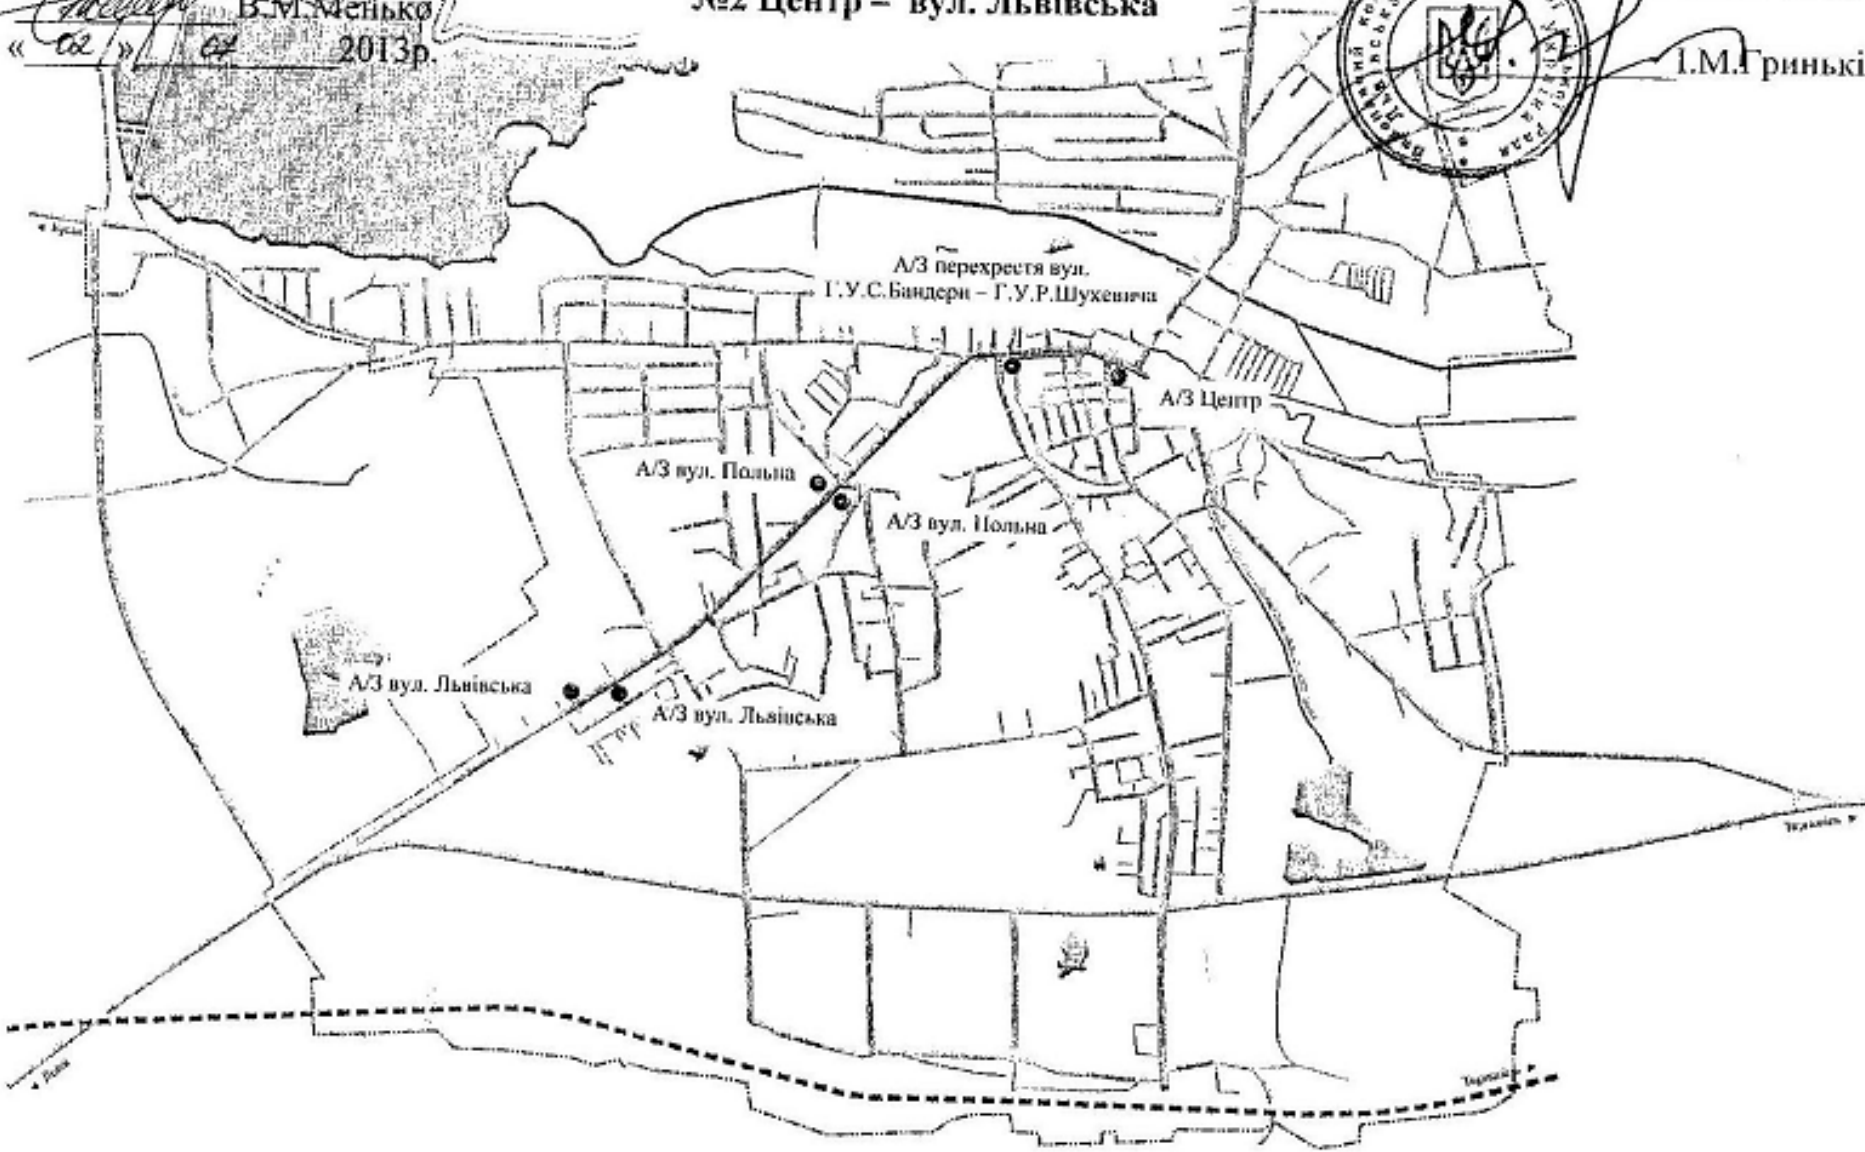 В.М.Менько
« 02 » 07 2013р.
№2 Центр – вул. Львівська
І.М.Гринькі
А/З перехрестя вул.
Г.У.С.Бандери – Г.У.Р.Шухевича
А/З Центр
А/З вул. Польна
А/З вул. Польна
А/З вул. Львівська
А/З вул. Львівська